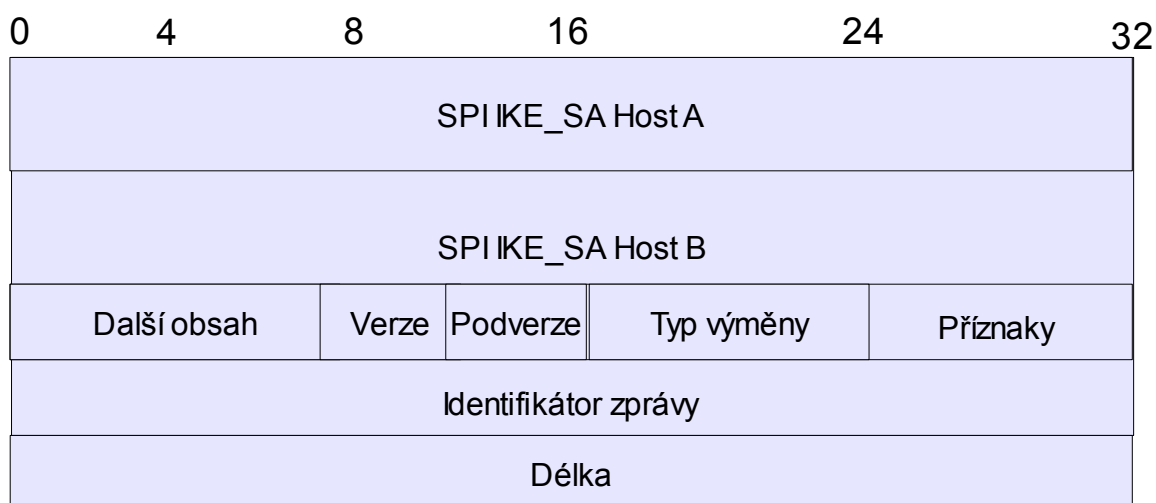 0 4 8 16 24 32
SPI IKE_SA Host A
SPI IKE_SA Host B
Další obsah Verze Podverze Typ výměny Příznaky
Identifikátor zprávy
Délka